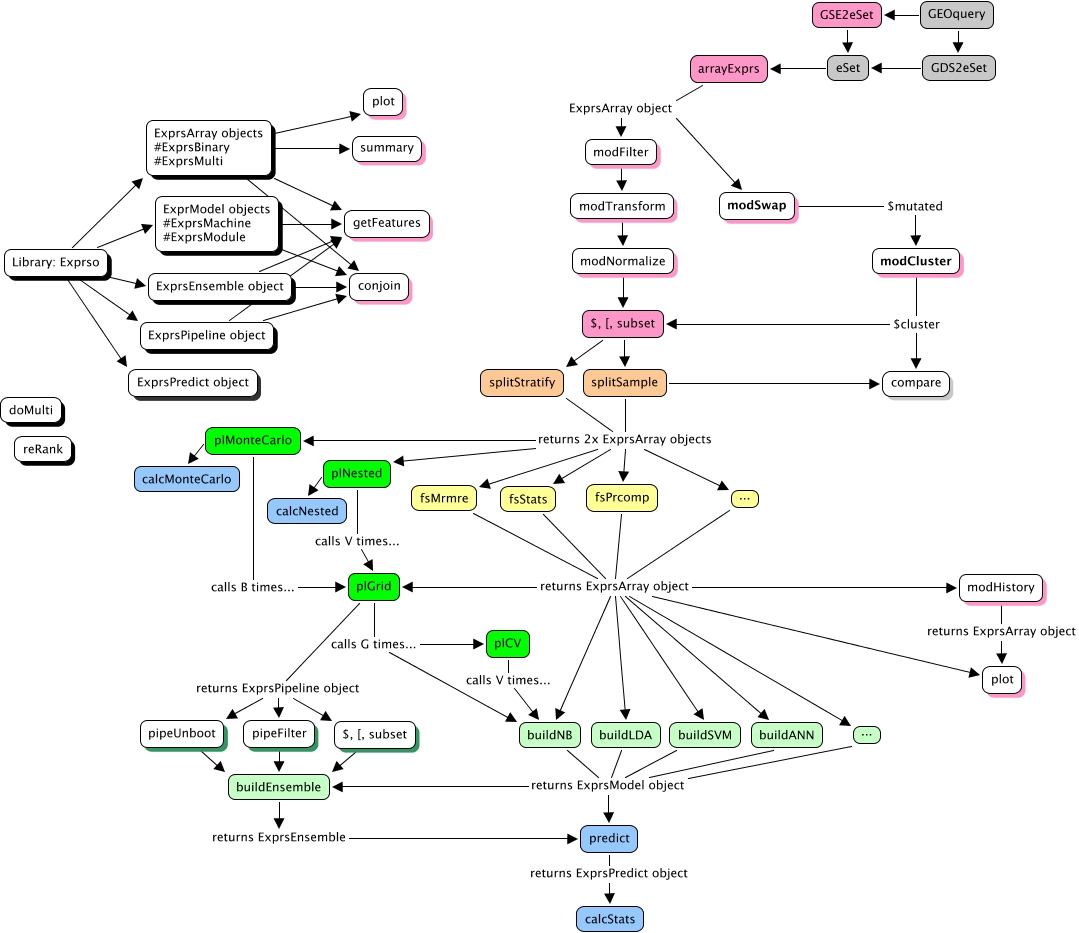 GSE2eSet
GEOquery
arrayExprs
eSet
GDS2eSet
plot
ExprsArray object
ExprsArray objects
#ExprsBinary
#ExprsMulti
summary
modFilter
ExprModel objects
#ExprsMachine
#ExprsModule
getFeatures
modTransform
modSwap
$mutated
Library: Exprso
modNormalize
modCluster
ExprsEnsemble object
conjoin
ExprsPipeline object
$, [, subset
$cluster
ExprsPredict object
splitStratify
splitSample
compare
doMulti
reRank
plMonteCarlo
returns 2x ExprsArray objects
calcMonteCarlo
plNested
calcNested
fsMrmre
fsStats
fsPrcomp
...
calls V times...
calls B times...
plGrid
returns ExprsArray object
modHistory
returns ExprsArray object
calls G times...
plCV
calls V times...
plot
returns ExprsPipeline object
pipeUnboot
pipeFilter
$, [, subset
buildNB
buildLDA
buildSVM
buildANN
...
buildEnsemble
returns ExprsModel object
returns ExprsEnsemble
predict
returns ExprsPredict object
calcStats